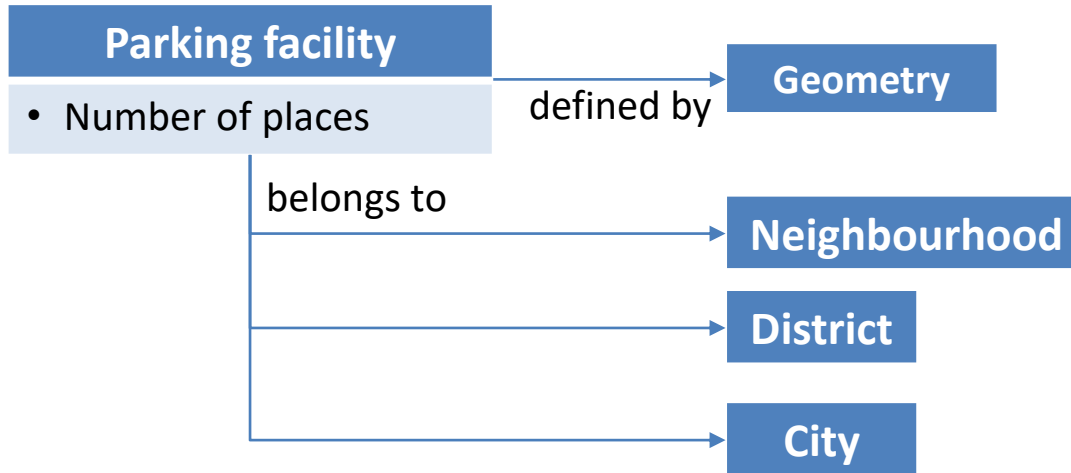 Parking facility
• Number of places
defined by
Geometry
belongs to
Neighbourhood
District
City